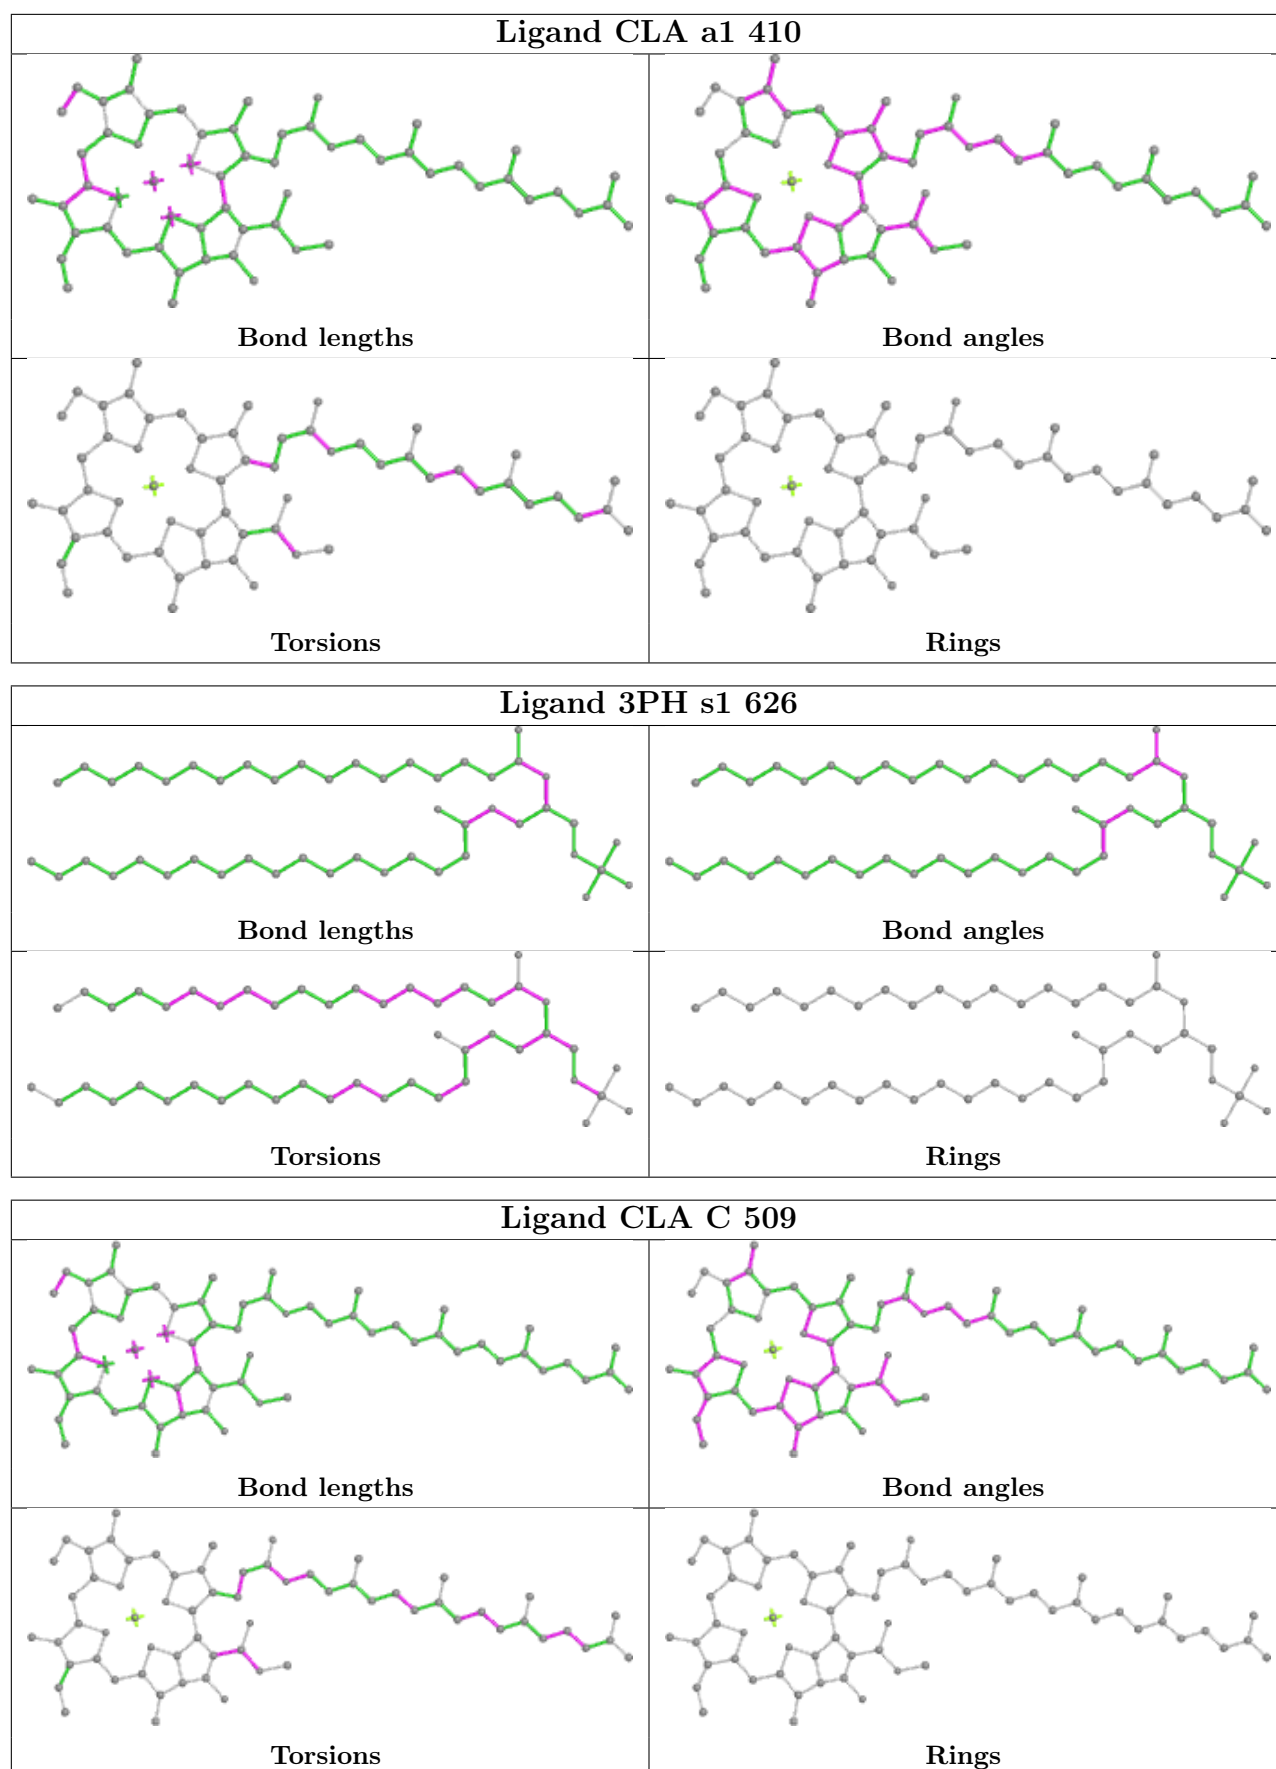 Ligand CLA a1 410
Bond lengths
Bond angles
Torsions
Rings
Ligand 3PH s1 626
Bond lengths
Bond angles
Torsions
Rings
Ligand CLA C 509
Bond lengths
Bond angles
Torsions
Rings